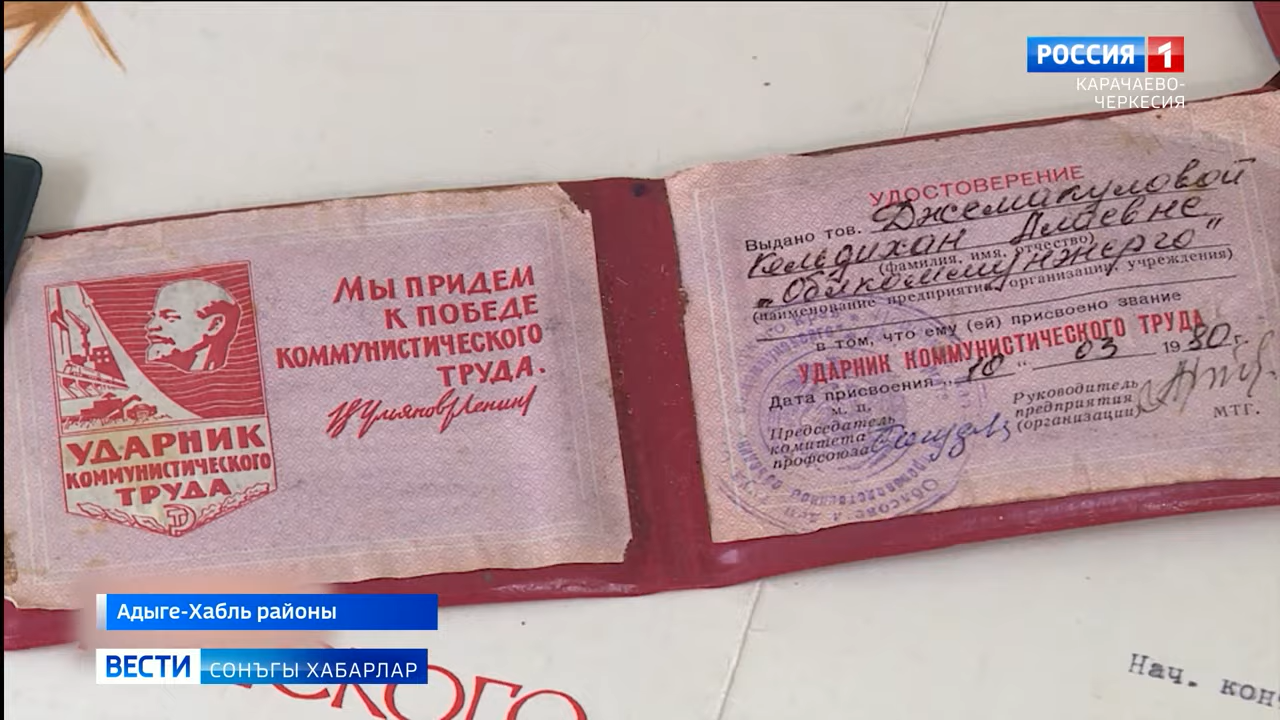 РОССИЯ 1
КАРАЧАЕВО-
ЧЕРКЕСИЯ
Мы придем
к победе
коммунистического
труда.
УДАРНИК
КОММУНИСТИЧЕСКОГО
ТРУДА
УДОСТОВЕРЕНИЕ
Выдано тов. Джемакуловой
Кельдихан
(фамилия, имя, отчество)
(наименование предприятия, организации, учреждения)
в том, что ему (ей) присвоено звание
УДАРНИК КОММУНИСТИЧЕСКОГО ТРУДА
Дата присвоения „10“ 03 1980 г.
м. п.
Председатель
комитета
профсоюза
Руководитель
предприятия
(организации)
МТГ.
Адыге-Хабль районы
ВЕСТИ СОНЪГЫ ХАБАРЛАР
Нач.